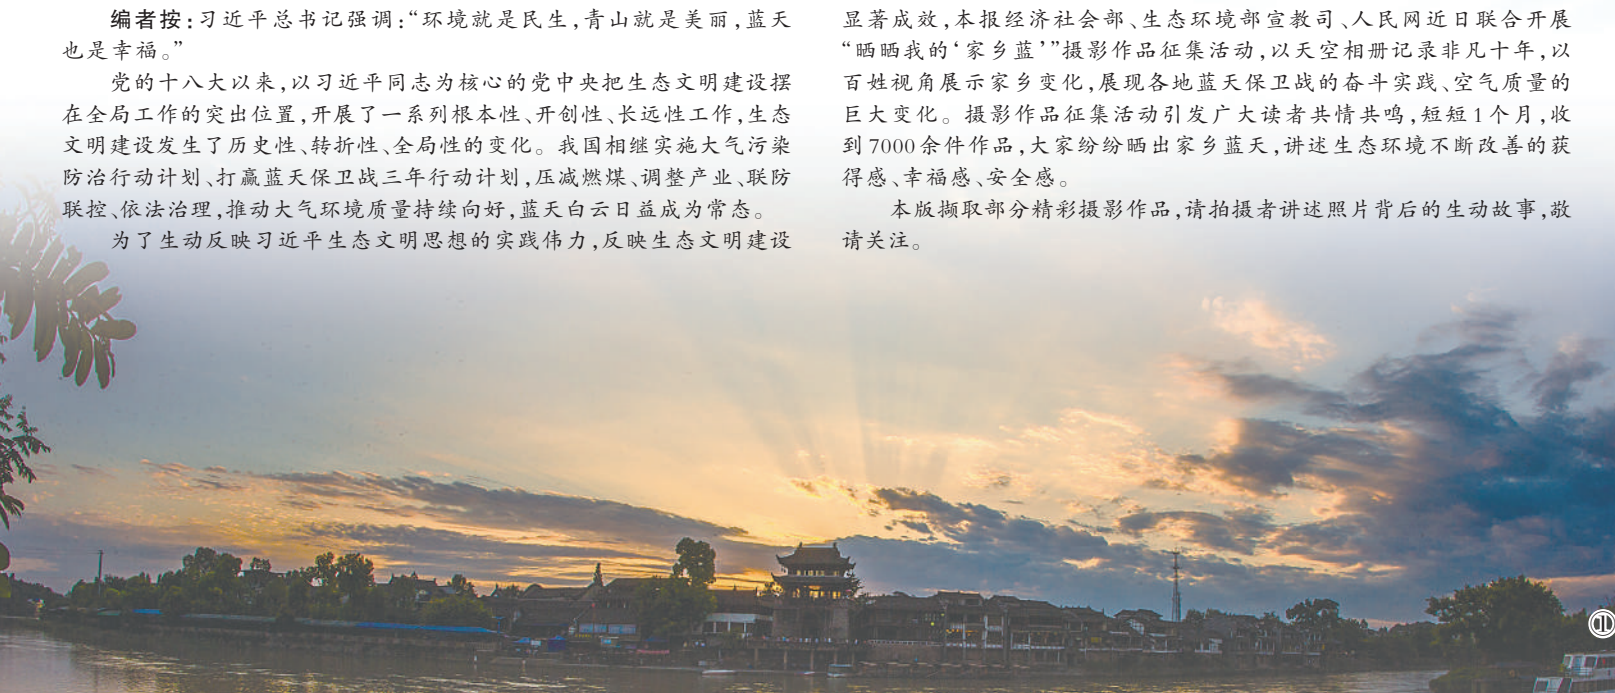 编者按：习近平总书记强调：“环境就是民生，青山就是美丽，蓝天
也是幸福。”
党的十八大以来，以习近平同志为核心的党中央把生态文明建设摆
在全局工作的突出位置，开展了一系列根本性、开创性、长远性工作，生态
文明建设发生了历史性、转折性、全局性的变化。我国相继实施大气污染
防治行动计划、打赢蓝天保卫战三年行动计划，压减燃煤、调整产业、联防
联控、依法治理，推动大气环境质量持续向好，蓝天白云日益成为常态。
为了生动反映习近平生态文明思想的实践伟力，反映生态文明建设
显著成效，本报经济社会部、生态环境部宣教司、人民网近日联合开展
“晒晒我的‘家乡蓝’”摄影作品征集活动，以天空相册记录非凡十年，以
百姓视角展示家乡变化，展现各地蓝天保卫战的奋斗实践、空气质量的
巨大变化。摄影作品征集活动引发广大读者共情共鸣，短短1个月，收
到7000余件作品，大家纷纷晒出家乡蓝天，讲述生态环境不断改善的获
得感、幸福感、安全感。
本版撷取部分精彩摄影作品，请拍摄者讲述照片背后的生动故事，敬
请关注。
①